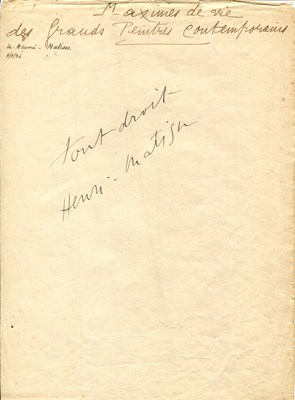 Maximes de vie
des Grands Peintres Contemporains
M. Henri-Matisse
tout droit
Henri-Matisse